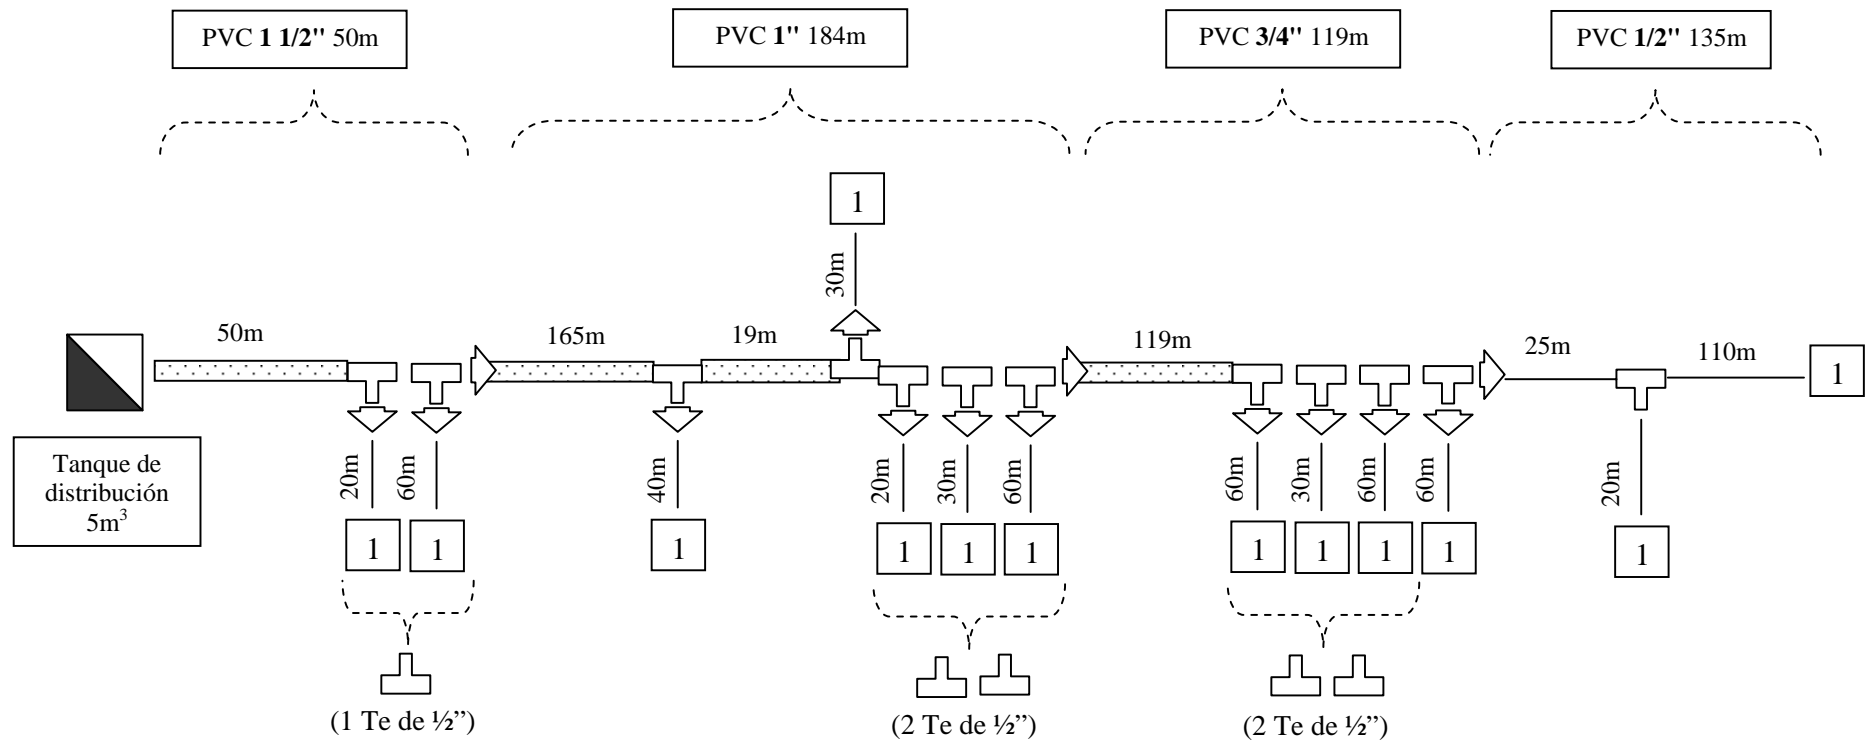 PVC 1 1/2" 50m
PVC 1" 184m
PVC 3/4" 119m
PVC 1/2" 135m
1
30m
50m
165m
19m
119m
25m
110m
1
Tanque de
distribución
5m³
20m
60m
40m
20m
30m
60m
60m
30m
60m
60m
20m
1
1
1
1
1
1
1
1
1
1
1
(1 Te de ½”)
(2 Te de ½”)
(2 Te de ½”)